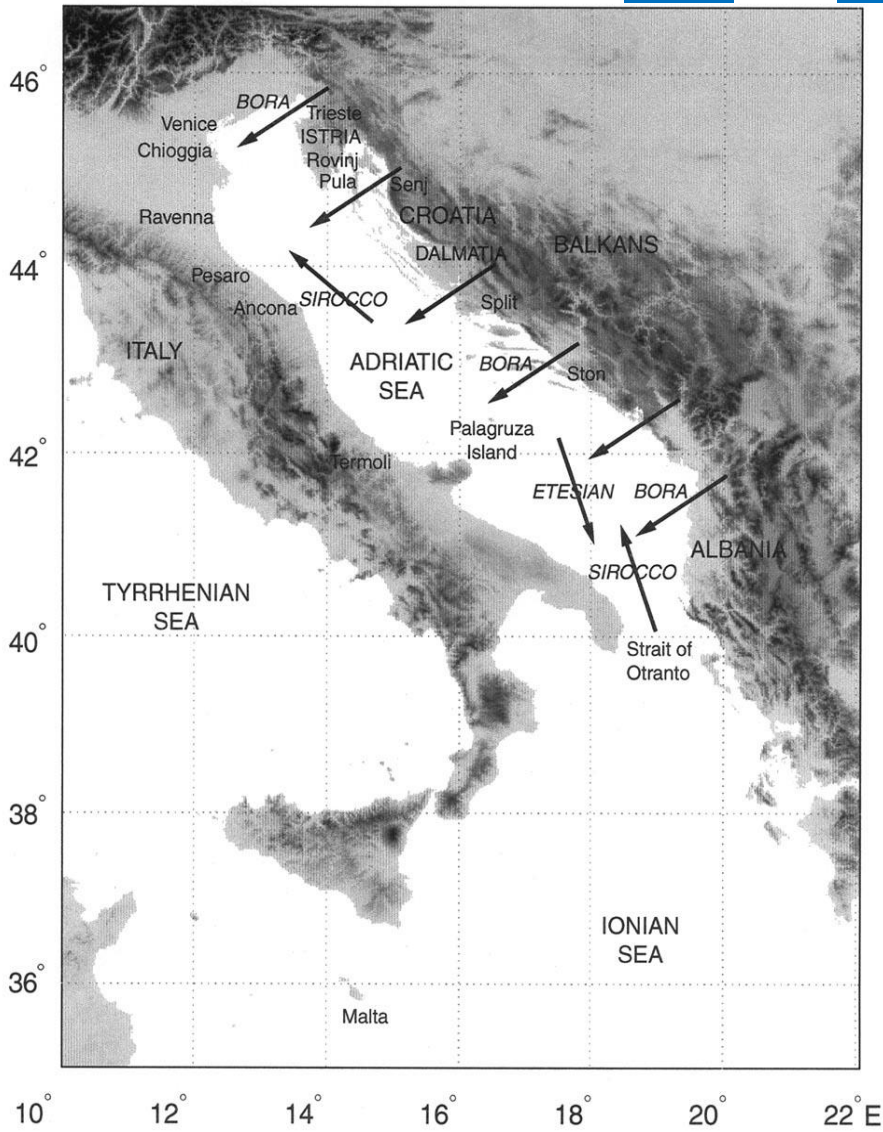 46°
BORA
Trieste
Venice
ISTRIA
Chioggia
Rovinj
Pula
Senj
Ravenna
CROATIA
BALKANS
DALMATIA
44°
Pesaro
SIROCCO
Split
Ancona
ITALY
ADRIATIC
SEA
BORA
Ston
Palagruza
Island
42°
Termoli
ETESIAN
BORA
ALBANIA
SIROCCO
TYRRHENIAN
SEA
40°
Strait of
Otranto
38°
IONIAN
SEA
36°
Malta
10° 12° 14° 16° 18° 20° 22° E